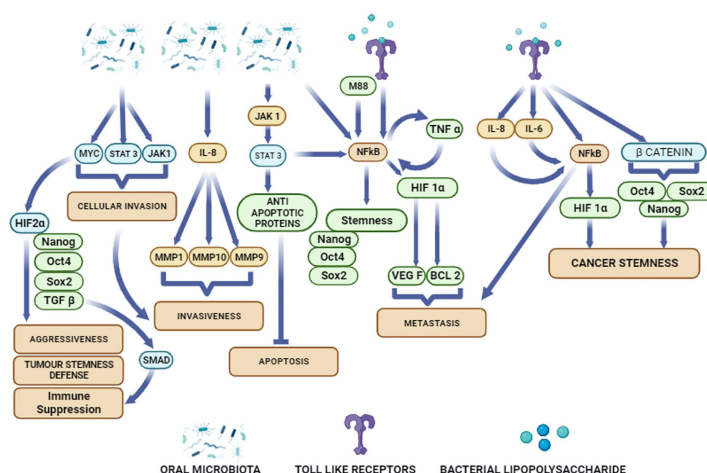 M88
JAK 1
TNF α
IL-8
IL-6
MYC
STAT 3
JAK1
IL-8
STAT 3
NFkB
NFkB
β CATENIN
HIF 1α
Oct4
Sox2
Nanog
CELLULAR INVASION
ANTI
APOPTOTIC
PROTEINS
HIF 1α
HIF2α
Stemness
Nanog
Nanog
Oct4
Oct4
Sox2
Sox2
TGF β
MMP1
MMP10
MMP9
VEG F
BCL 2
CANCER STEMNESS
INVASIVENESS
METASTASIS
AGGRESSIVENESS
SMAD
APOPTOSIS
TUMOUR STEMNESS
DEFENSE
Immune
Suppression
ORAL MICROBIOTA
TOLL LIKE RECEPTORS
BACTERIAL LIPOPOLYSACCHARIDE